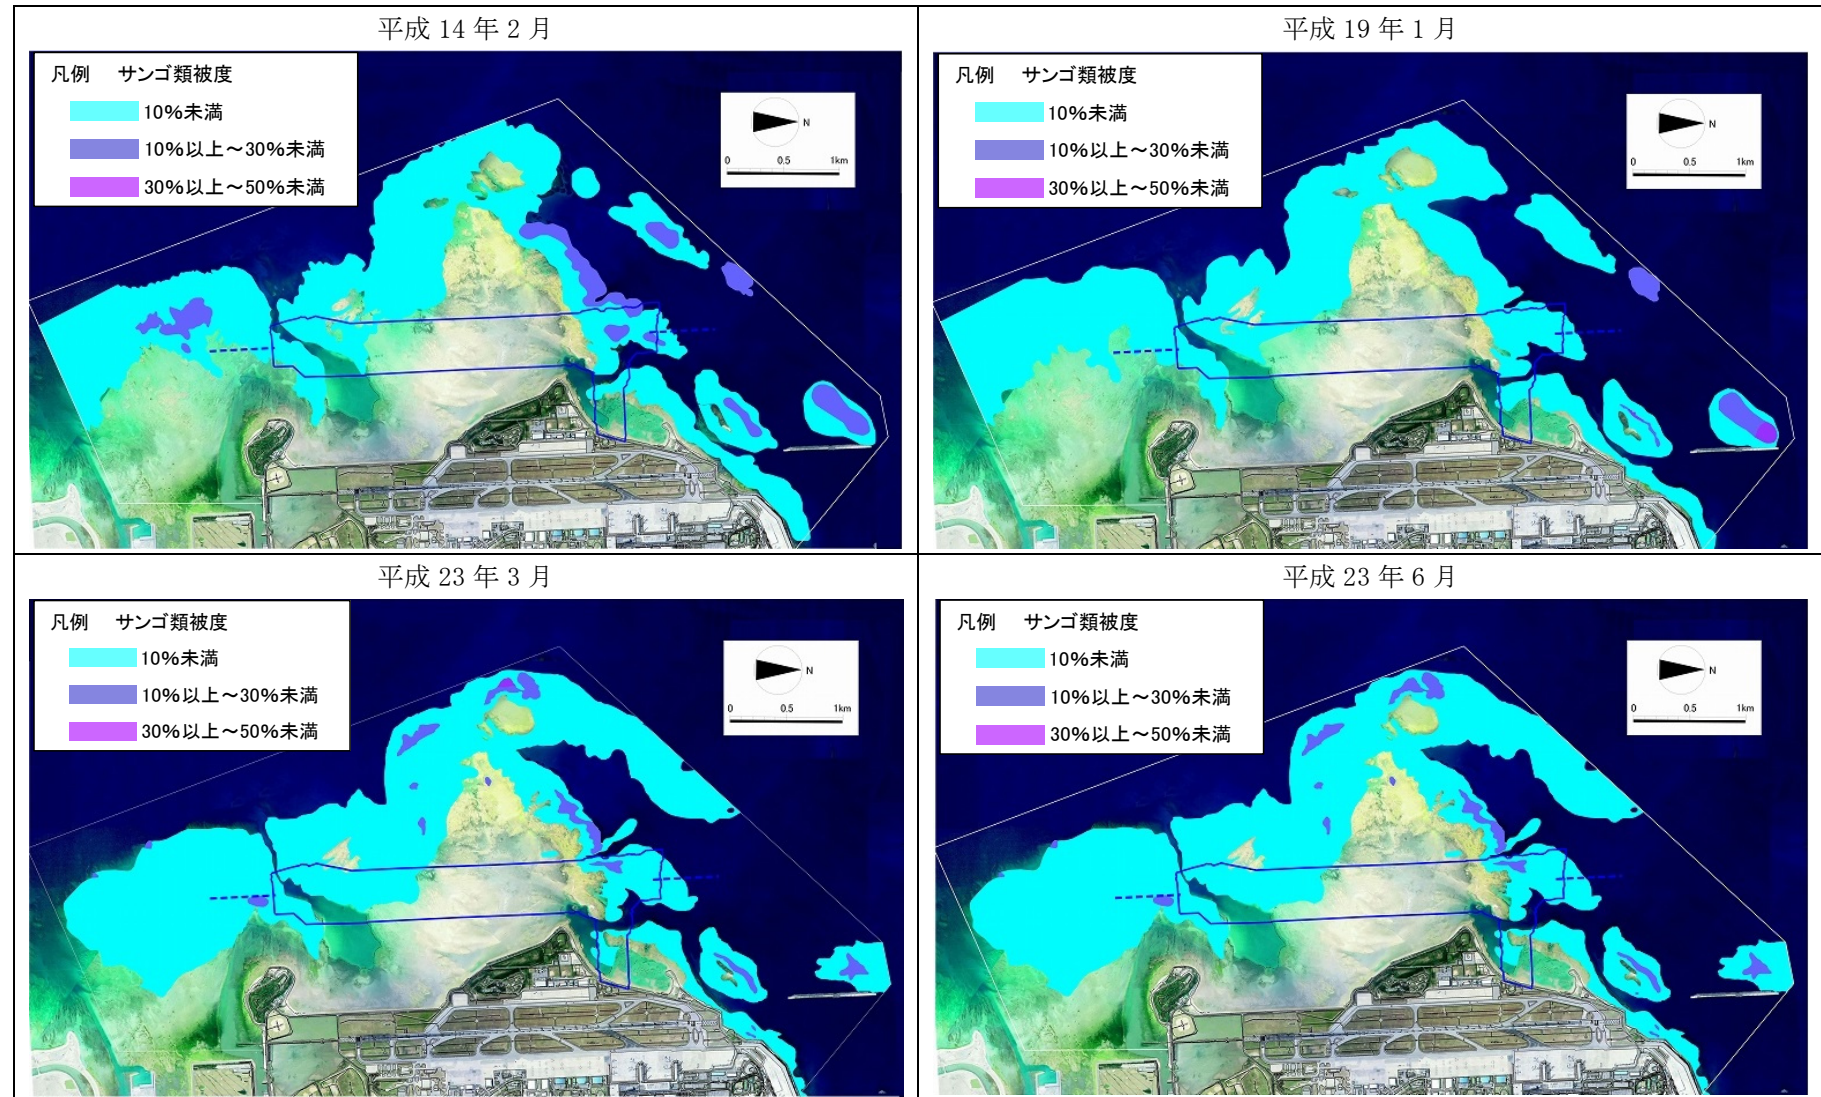 平成 14 年 2 月
凡例 サンゴ類被度
10%未満
10%以上～30%未満
30%以上～50%未満
N
0 0.5 1km
平成 19 年 1 月
凡例 サンゴ類被度
10%未満
10%以上～30%未満
30%以上～50%未満
N
0 0.5 1km
平成 23 年 3 月
凡例 サンゴ類被度
10%未満
10%以上～30%未満
30%以上～50%未満
N
0 0.5 1km
平成 23 年 6 月
凡例 サンゴ類被度
10%未満
10%以上～30%未満
30%以上～50%未満
N
0 0.5 1km